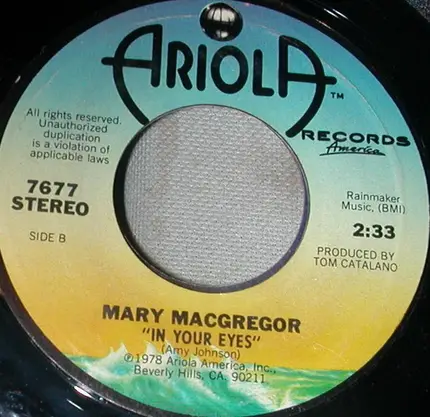 ARIOLA™
RECORDS
America
All rights reserved.
Unauthorized
duplication
is a violation of
applicable laws
7677
STEREO
SIDE B
Rainmaker
Music, (BMI)
2:33
PRODUCED BY
TOM CATALANO
MARY MACGREGOR
"IN YOUR EYES"
(Amy Johnson)
℗1978 Ariola America, Inc.,
Beverly Hills, CA. 90211